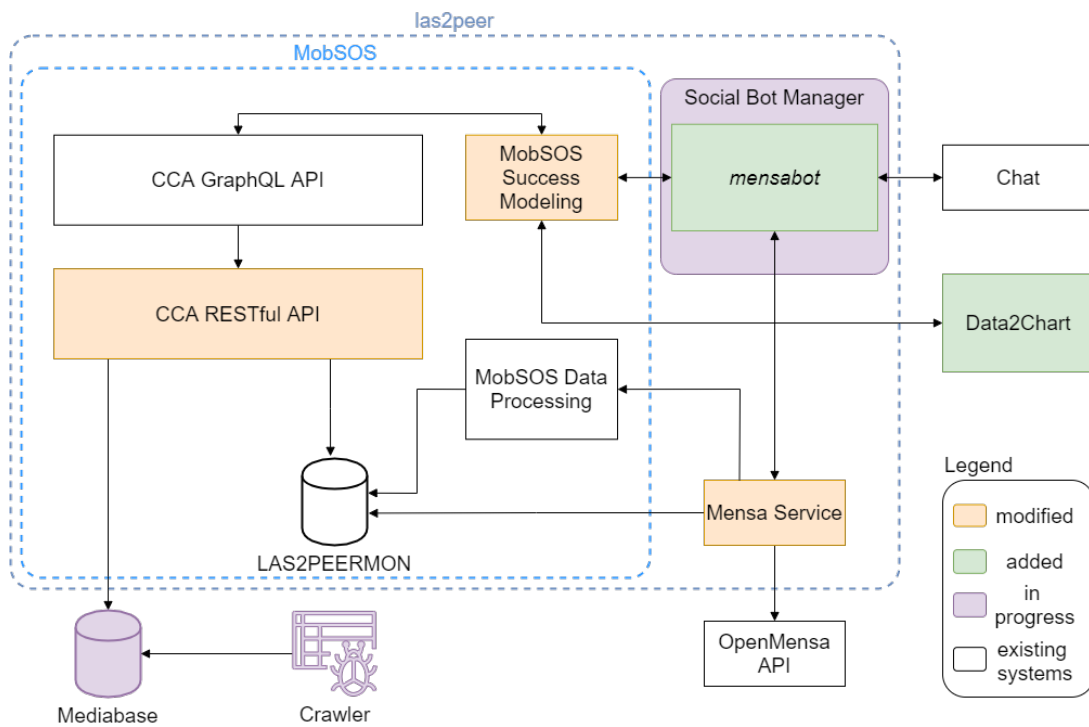 las2peer
MobSOS
Social Bot Manager
CCA GraphQL API
MobSOS
Success
Modeling
mensabot
Chat
CCA RESTful API
Data2Chart
MobSOS Data
Processing
Legend
LAS2PEERMON
Mensa Service
modified
added
in
progress
existing
systems
OpenMensa
API
Mediabase
Crawler